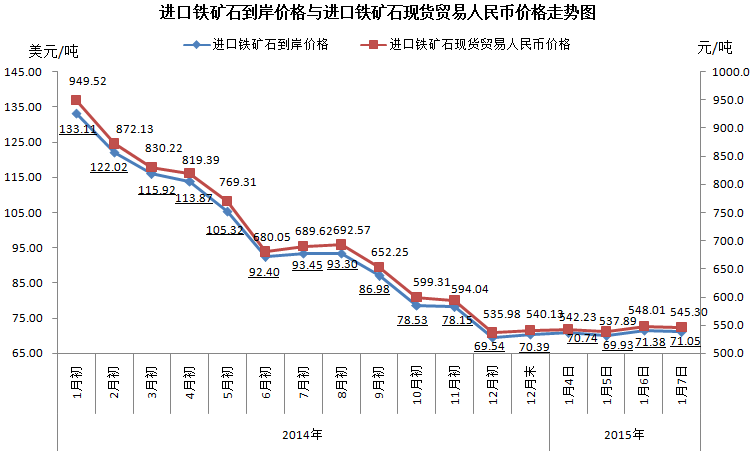 进口铁矿石到岸价格与进口铁矿石现货贸易人民币价格走势图
美元/吨
进口铁矿石到岸价格
进口铁矿石现货贸易人民币价格
元/吨
145.00
135.00
125.00
115.00
105.00
95.00
85.00
75.00
65.00
1000.0
950.0
900.0
850.0
800.0
750.0
700.0
650.0
600.0
550.0
500.0
949.52
872.13
830.22
819.39
769.31
680.05
689.62
692.57
652.25
599.31
594.04
535.98
540.13
542.23
537.89
548.01
545.30
133.11
122.02
115.92
113.87
105.32
92.40
93.45
93.30
86.98
78.53
78.15
69.54
70.39
70.74
69.93
71.38
71.05
1月初
2月初
3月初
4月初
5月初
6月初
7月初
8月初
9月初
10月初
11月初
12月初
12月末
1月4日
1月5日
1月6日
1月7日
2014年
2015年